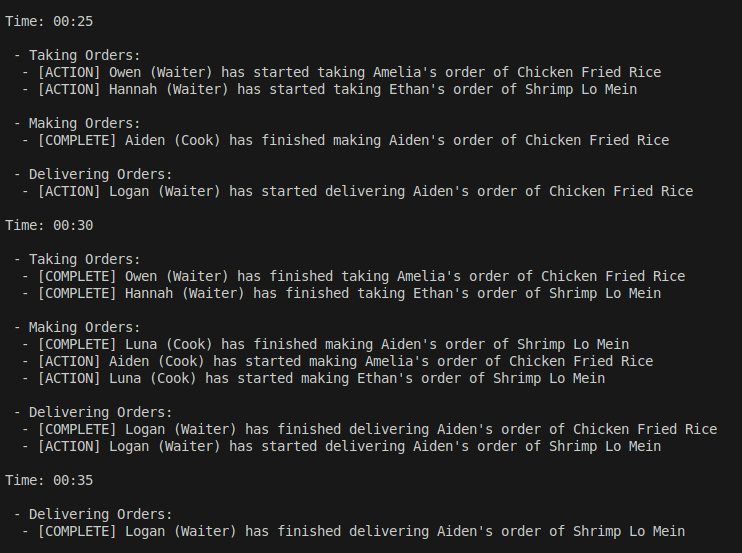 Time: 00:25
- Taking Orders:
- [ACTION] Owen (Waiter) has started taking Amelia's order of Chicken Fried Rice
- [ACTION] Hannah (Waiter) has started taking Ethan's order of Shrimp Lo Mein
- Making Orders:
- [COMPLETE] Aiden (Cook) has finished making Aiden's order of Chicken Fried Rice
- Delivering Orders:
- [ACTION] Logan (Waiter) has started delivering Aiden's order of Chicken Fried Rice
Time: 00:30
- Taking Orders:
- [COMPLETE] Owen (Waiter) has finished taking Amelia's order of Chicken Fried Rice
- [COMPLETE] Hannah (Waiter) has finished taking Ethan's order of Shrimp Lo Mein
- Making Orders:
- [COMPLETE] Luna (Cook) has finished making Aiden's order of Shrimp Lo Mein
- [ACTION] Aiden (Cook) has started making Amelia's order of Chicken Fried Rice
- [ACTION] Luna (Cook) has started making Ethan's order of Shrimp Lo Mein
- Delivering Orders:
- [COMPLETE] Logan (Waiter) has finished delivering Aiden's order of Chicken Fried Rice
- [ACTION] Logan (Waiter) has started delivering Aiden's order of Shrimp Lo Mein
Time: 00:35
- Delivering Orders:
- [COMPLETE] Logan (Waiter) has finished delivering Aiden's order of Shrimp Lo Mein